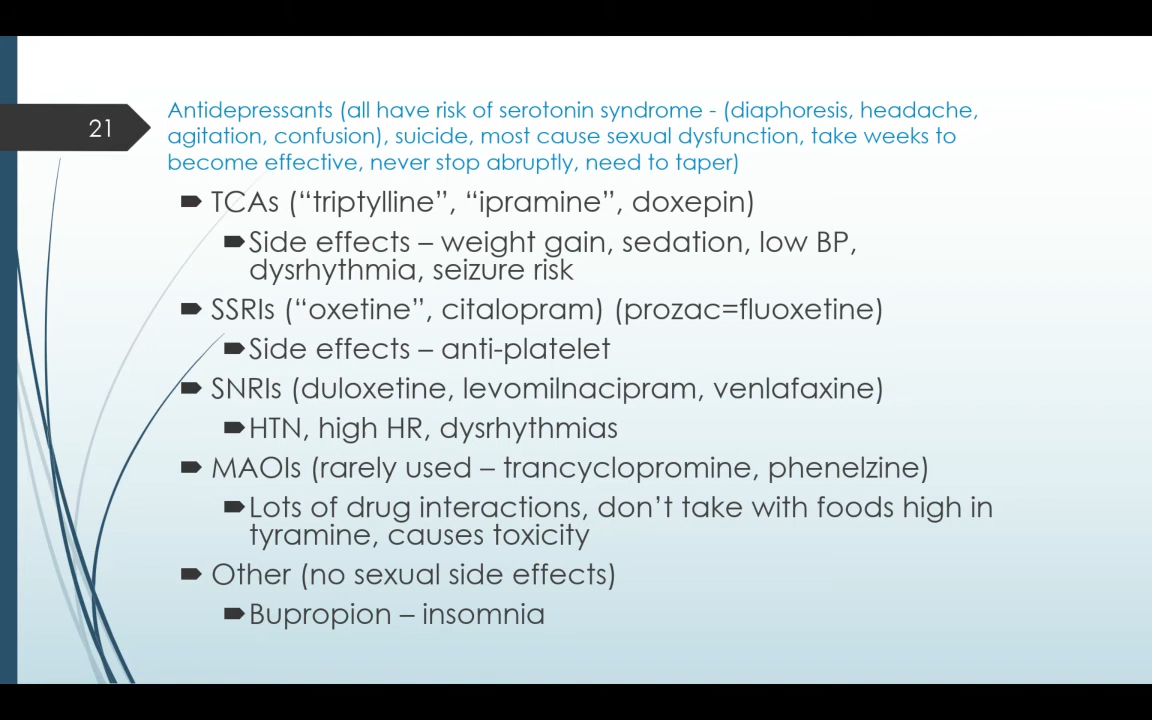 21
Antidepressants (all have risk of serotonin syndrome - (diaphoresis, headache,
agitation, confusion), suicide, most cause sexual dysfunction, take weeks to
become effective, never stop abruptly, need to taper)
TCAs (“triptylline”, “ipramine”, doxepin)
Side effects – weight gain, sedation, low BP,
dysrhythmia, seizure risk
SSRIs (“oxetine”, citalopram) (prozac=fluoxetine)
Side effects – anti-platelet
SNRIs (duloxetine, levomilnacipram, venlafaxine)
HTN, high HR, dysrhythmias
MAOIs (rarely used – trancyclopromine, phenelzine)
Lots of drug interactions, don’t take with foods high in
tyramine, causes toxicity
Other (no sexual side effects)
Bupropion – insomnia